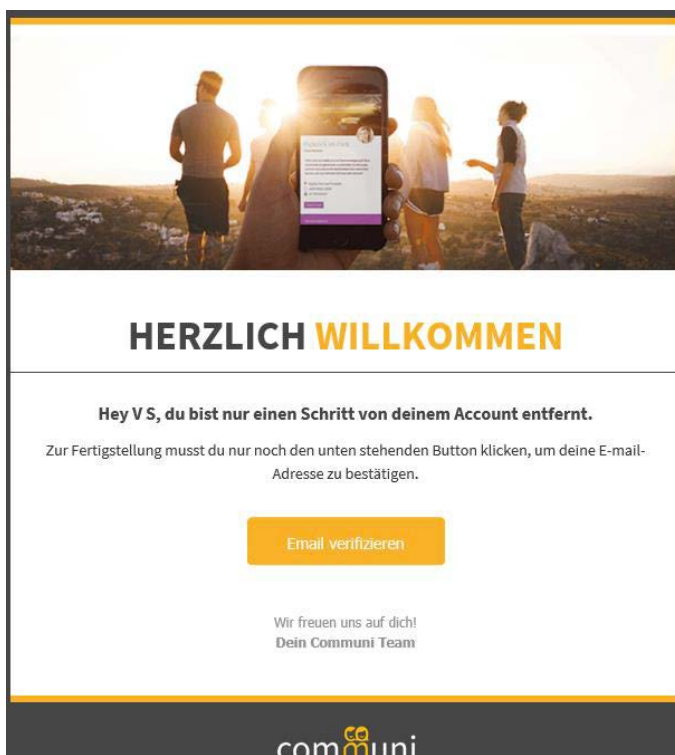 HERZLICH WILLKOMMEN
Hey V S, du bist nur einen Schritt von deinem Account entfernt.
Zur Fertigstellung musst du nur noch den unten stehenden Button klicken, um deine E-mail-
Adresse zu bestätigen.
Email verifizieren
Wir freuen uns auf dich!
Dein Communi Team
communi